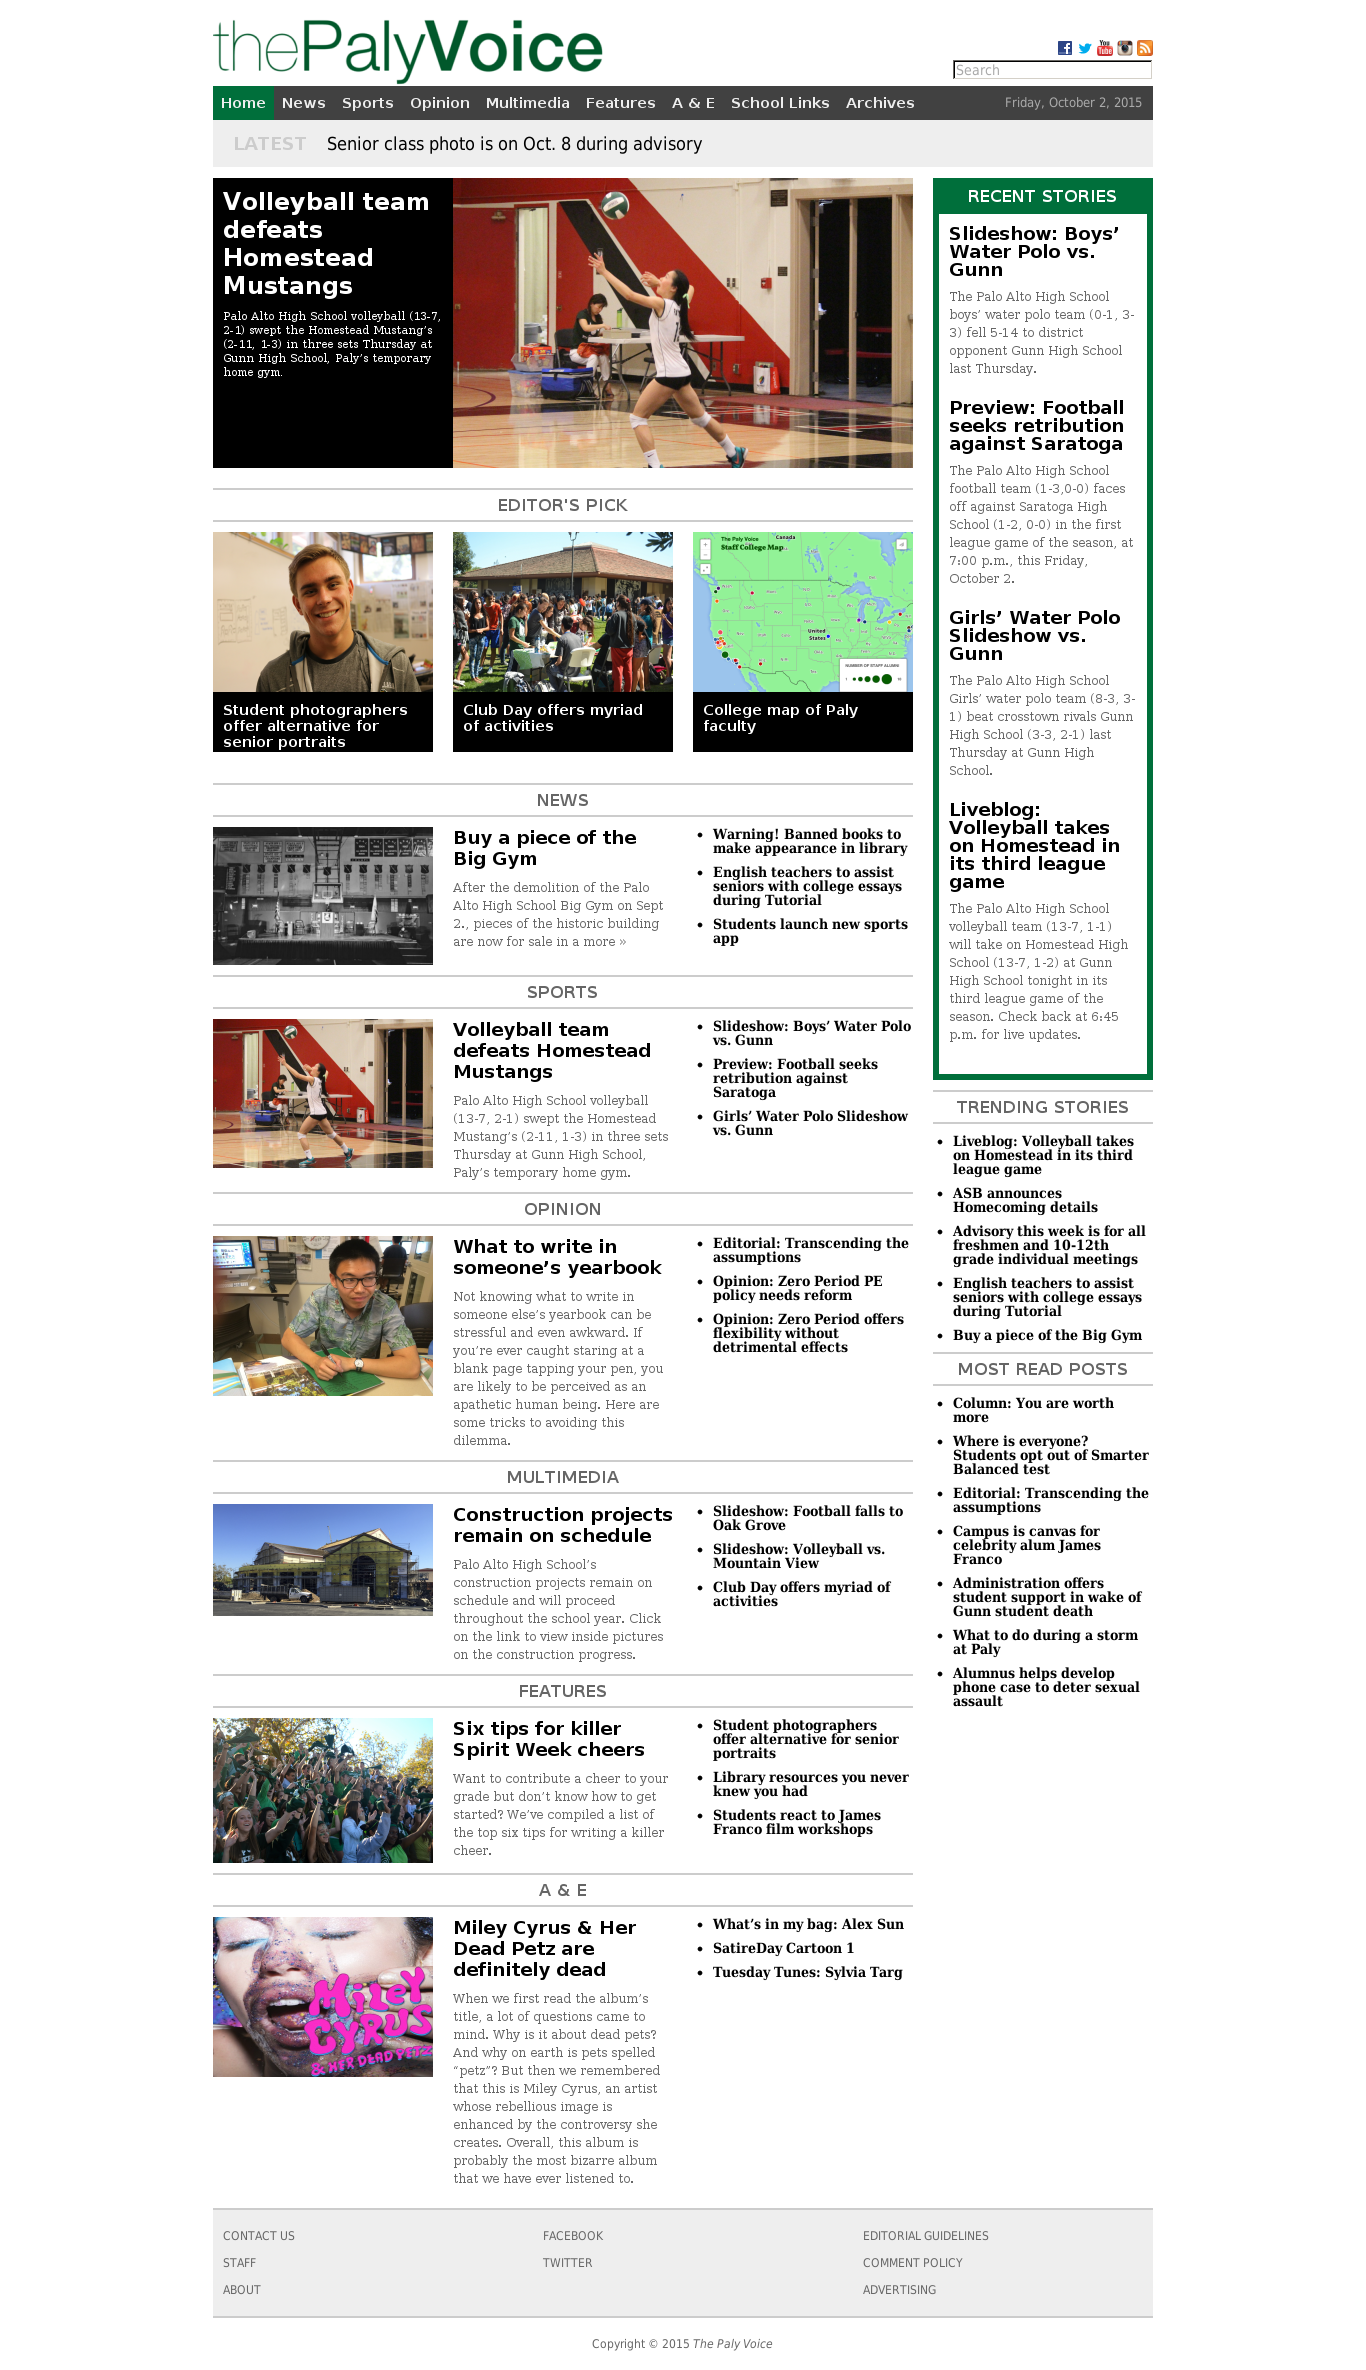 thePalyVoice
Search
Home News Sports Opinion Multimedia Features A & E School Links Archives Friday, October 2, 2015
LATEST Senior class photo is on Oct. 8 during advisory
Volleyball team
defeats
Homestead
Mustangs
Palo Alto High School volleyball (13-7,
2-1) swept the Homestead Mustang's
(2-11, 1-3) in three sets Thursday at
Gunn High School, Paly's temporary
home gym.
EDITOR'S PICK
Student photographers
offer alternative for
senior portraits
Club Day offers myriad
of activities
The Paly Voice
Staff College Map
Canada
United
States
NUMBER OF STAFF ALUMNI
College map of Paly
faculty
NEWS
Buy a piece of the
Big Gym
After the demolition of the Palo
Alto High School Big Gym on Sept
2., pieces of the historic building
are now for sale in a more »
• Warning! Banned books to
make appearance in library
• English teachers to assist
seniors with college essays
during Tutorial
• Students launch new sports
app
SPORTS
Volleyball team
defeats Homestead
Mustangs
Palo Alto High School volleyball
(13-7, 2-1) swept the Homestead
Mustang's (2-11, 1-3) in three sets
Thursday at Gunn High School,
Paly's temporary home gym.
• Slideshow: Boys' Water Polo
vs. Gunn
• Preview: Football seeks
retribution against
Saratoga
• Girls' Water Polo Slideshow
vs. Gunn
OPINION
What to write in
someone's yearbook
Not knowing what to write in
someone else's yearbook can be
stressful and even awkward. If
you're ever caught staring at a
blank page tapping your pen, you
are likely to be perceived as an
apathetic human being. Here are
some tricks to avoiding this
dilemma.
• Editorial: Transcending the
assumptions
• Opinion: Zero Period PE
policy needs reform
• Opinion: Zero Period offers
flexibility without
detrimental effects
MULTIMEDIA
Construction projects
remain on schedule
Palo Alto High School's
construction projects remain on
schedule and will proceed
throughout the school year. Click
on the link to view inside pictures
on the construction progress.
• Slideshow: Football falls to
Oak Grove
• Slideshow: Volleyball vs.
Mountain View
• Club Day offers myriad of
activities
FEATURES
Six tips for killer
Spirit Week cheers
Want to contribute a cheer to your
grade but don't know how to get
started? We've compiled a list of
the top six tips for writing a killer
cheer.
• Student photographers
offer alternative for senior
portraits
• Library resources you never
knew you had
• Students react to James
Franco film workshops
A & E
MiLEY
CYRUS
& HER DEAD PETZ
Miley Cyrus & Her
Dead Petz are
definitely dead
When we first read the album's
title, a lot of questions came to
mind. Why is it about dead pets?
And why on earth is pets spelled
"petz"? But then we remembered
that this is Miley Cyrus, an artist
whose rebellious image is
enhanced by the controversy she
creates. Overall, this album is
probably the most bizarre album
that we have ever listened to.
• What's in my bag: Alex Sun
• SatireDay Cartoon 1
• Tuesday Tunes: Sylvia Targ
RECENT STORIES
Slideshow: Boys'
Water Polo vs.
Gunn
The Palo Alto High School
boys' water polo team (0-1, 3-
3) fell 5-14 to district
opponent Gunn High School
last Thursday.
Preview: Football
seeks retribution
against Saratoga
The Palo Alto High School
football team (1-3,0-0) faces
off against Saratoga High
School (1-2, 0-0) in the first
league game of the season, at
7:00 p.m., this Friday,
October 2.
Girls' Water Polo
Slideshow vs.
Gunn
The Palo Alto High School
Girls' water polo team (8-3, 3-
1) beat crosstown rivals Gunn
High School (3-3, 2-1) last
Thursday at Gunn High
School.
Liveblog:
Volleyball takes
on Homestead in
its third league
game
The Palo Alto High School
volleyball team (13-7, 1-1)
will take on Homestead High
School (13-7, 1-2) at Gunn
High School tonight in its
third league game of the
season. Check back at 6:45
p.m. for live updates.
TRENDING STORIES
• Liveblog: Volleyball takes
on Homestead in its third
league game
• ASB announces
Homecoming details
• Advisory this week is for all
freshmen and 10-12th
grade individual meetings
• English teachers to assist
seniors with college essays
during Tutorial
• Buy a piece of the Big Gym
MOST READ POSTS
• Column: You are worth
more
• Where is everyone?
Students opt out of Smarter
Balanced test
• Editorial: Transcending the
assumptions
• Campus is canvas for
celebrity alum James
Franco
• Administration offers
student support in wake of
Gunn student death
• What to do during a storm
at Paly
• Alumnus helps develop
phone case to deter sexual
assault
CONTACT US
STAFF
ABOUT
FACEBOOK
TWITTER
EDITORIAL GUIDELINES
COMMENT POLICY
ADVERTISING
Copyright © 2015 The Paly Voice